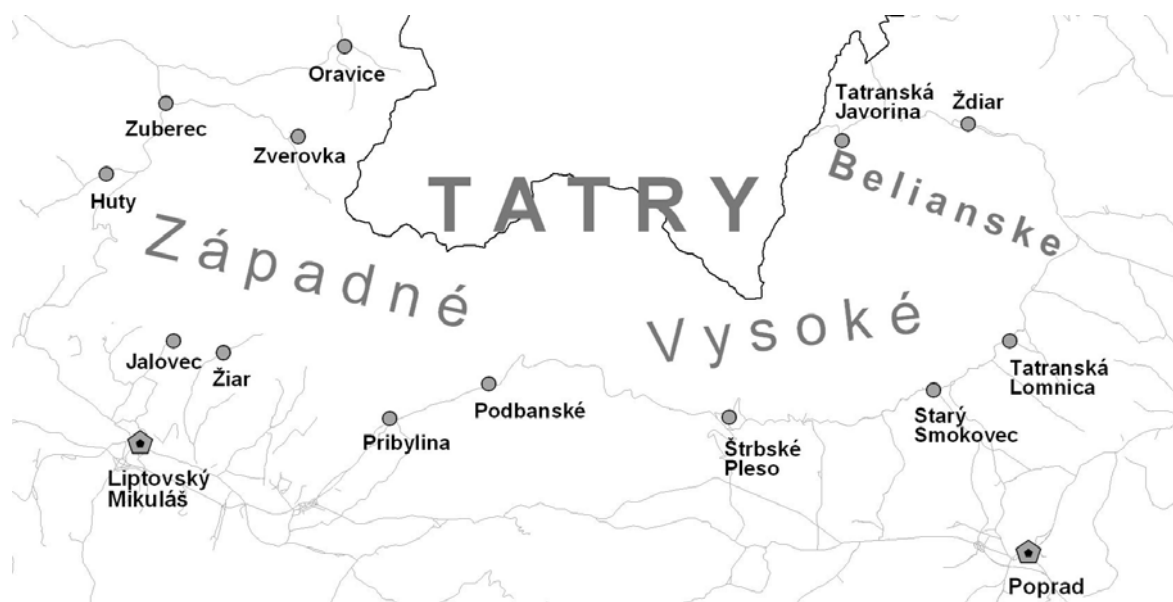 Oravice
Zuberec
Zverovka
Huty
Tatranská
Javorina
Ždiar
TATRY
Belianske
Západné
Vysoké
Jalovec
Žiar
Podbanské
Pribylina
Tatranská
Lomnica
Starý
Smokovec
Štrbské
Pleso
Liptovský
Mikuláš
Poprad